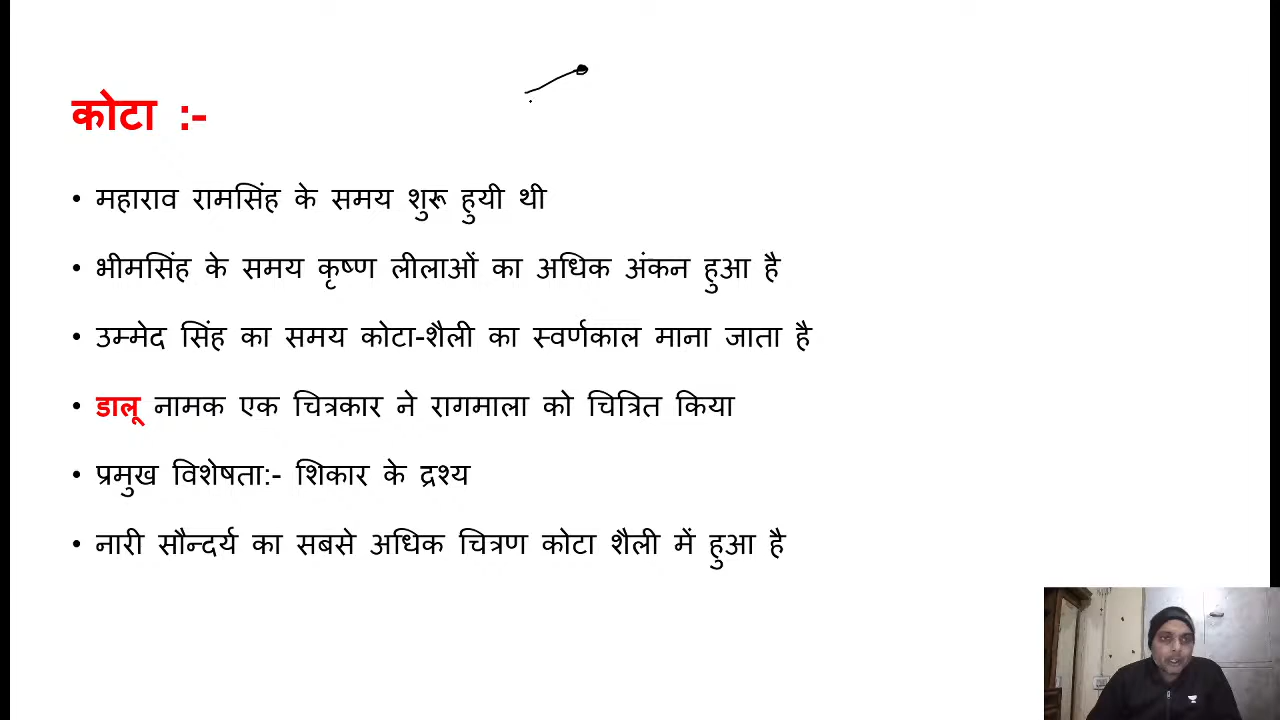 कोटा :-
• महाराव रामसिंह के समय शुरू हुयी थी
• भीमसिंह के समय कृष्ण लीलाओं का अधिक अंकन हुआ है
• उम्मेद सिंह का समय कोटा-शैली का स्वर्णकाल माना जाता है
• डालू नामक एक चित्रकार ने रागमाला को चित्रित किया
• प्रमुख विशेषता:- शिकार के द्रश्य
• नारी सौन्दर्य का सबसे अधिक चित्रण कोटा शैली में हुआ है